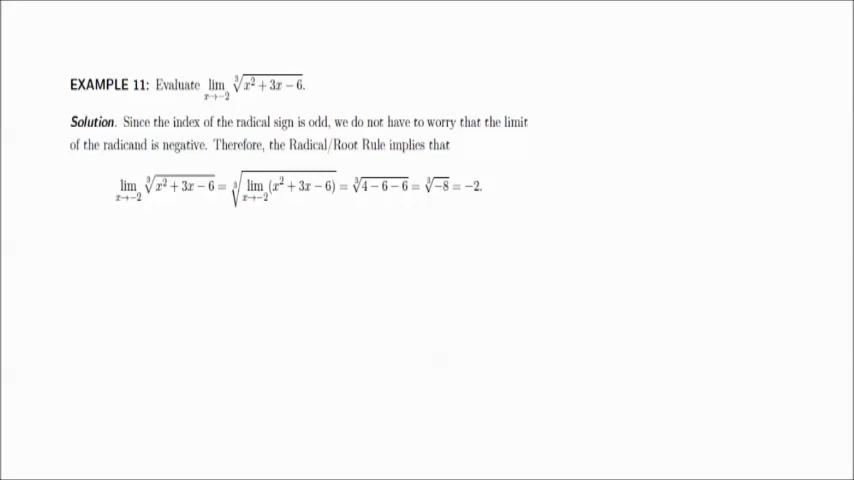 EXAMPLE 11: Evaluate lim x→−2 ∛(x² + 3x − 6).
Solution. Since the index of the radical sign is odd, we do not have to worry that the limit
of the radicand is negative. Therefore, the Radical/Root Rule implies that
lim x→−2 ∛(x² + 3x − 6) = ∛(lim x→−2 (x² + 3x − 6)) = ∛(4 − 6 − 6) = ∛(−8) = −2.